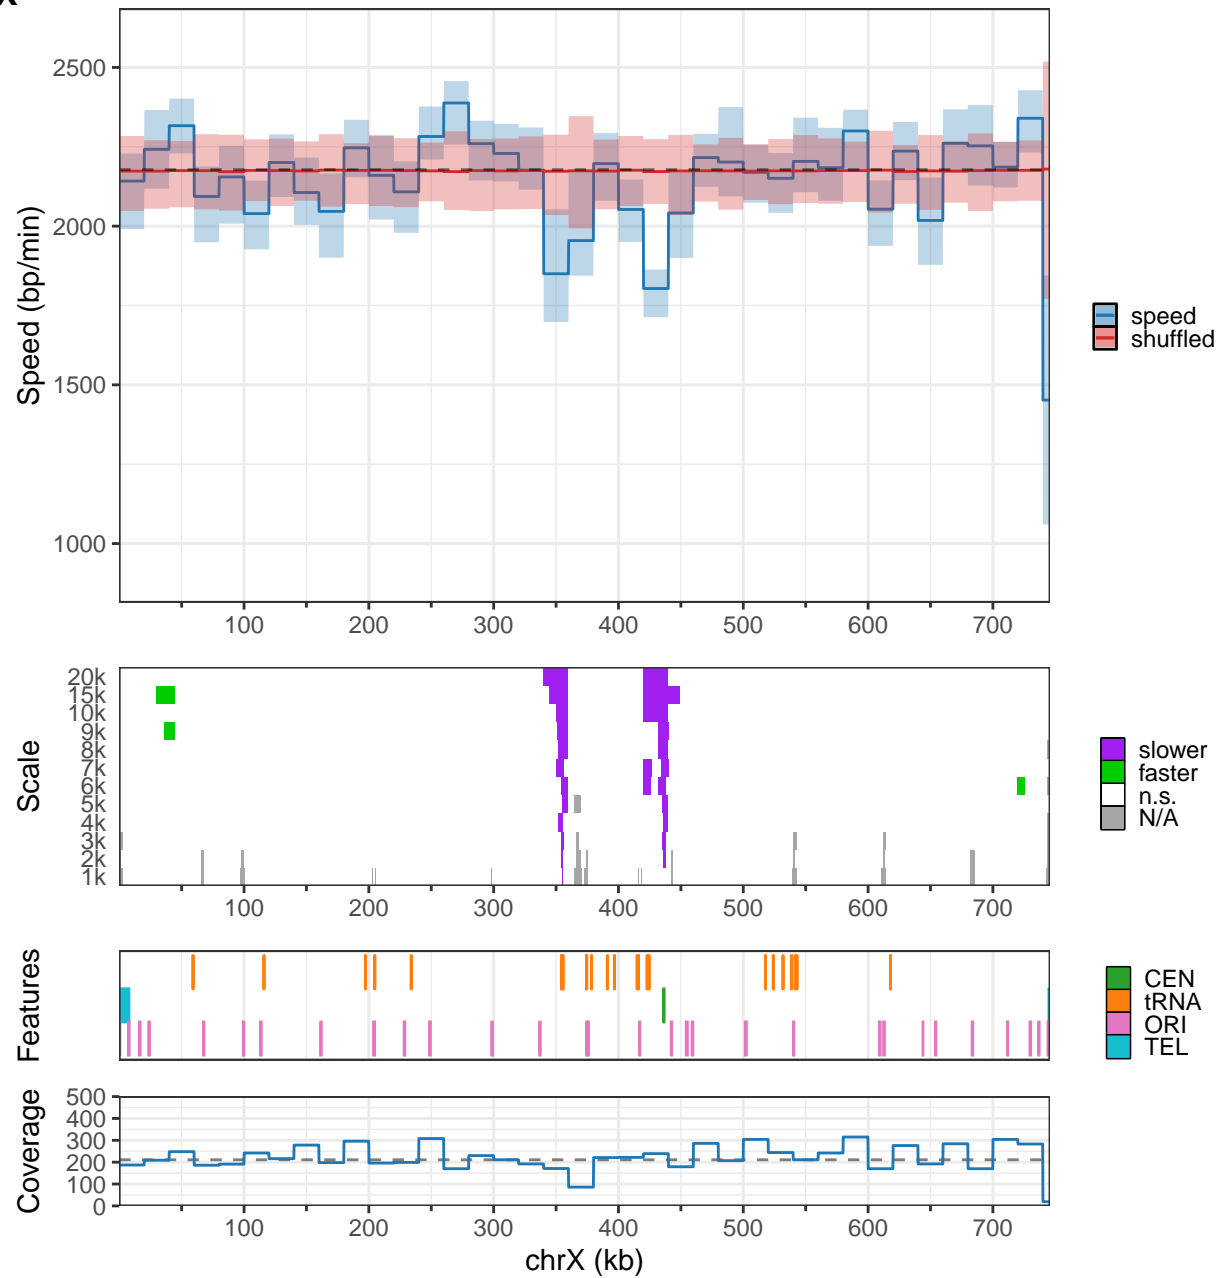 2500
2000
1500
1000
Speed (bp/min)
100 200 300 400 500 600 700
speed
shuffled
20k
15k
10k
9k
8k
7k
6k
5k
4k
3k
2k
1k
Scale
100 200 300 400 500 600 700
slower
faster
n.s.
N/A
Features
CEN
tRNA
ORI
TEL
500
400
300
200
100
0
Coverage
100 200 300 400 500 600 700
chrX (kb)